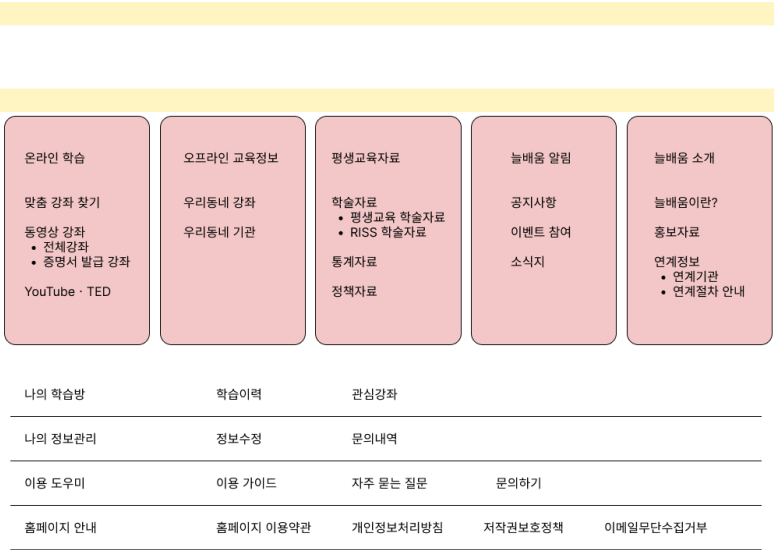 온라인 학습
맞춤 강좌 찾기
동영상 강좌
• 전체강좌
• 증명서 발급 강좌
YouTube · TED
오프라인 교육정보
우리동네 강좌
우리동네 기관
평생교육자료
학술자료
• 평생교육 학술자료
• RISS 학술자료
통계자료
정책자료
늘배움 알림
공지사항
이벤트 참여
소식지
늘배움 소개
늘배움이란?
홍보자료
연계정보
• 연계기관
• 연계절차 안내
나의 학습방 학습이력 관심강좌
나의 정보관리 정보수정 문의내역
이용 도우미 이용 가이드 자주 묻는 질문 문의하기
홈페이지 안내 홈페이지 이용약관 개인정보처리방침 저작권보호정책 이메일무단수집거부